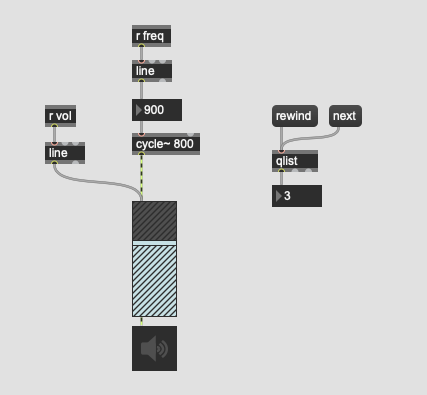 r freq
line
900
r vol
line
cycle~ 800
rewind
next
qlist
3